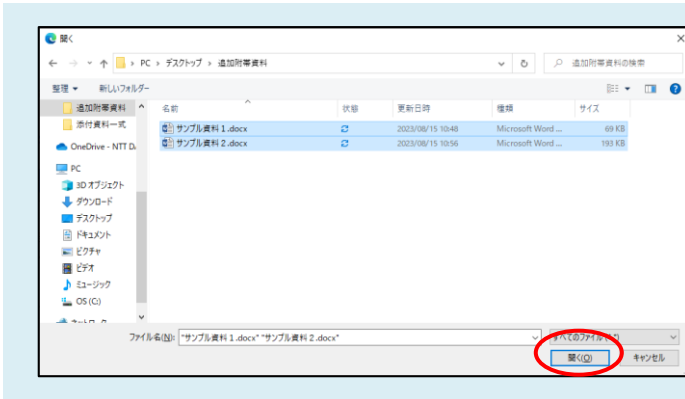 開く
PC › デスクトップ › 追加附帯資料
追加附帯資料の検索
整理 新しいフォルダー
追加附帯資料
添付資料一式
OneDrive - NTT
PC
3D オブジェクト
ダウンロード
デスクトップ
ドキュメント
ピクチャ
ビデオ
ミュージック
OS (C:)
名前 状態 更新日時 種類 サイズ
サンプル資料１.docx 2023/08/15 10:48 Microsoft Word ... 69 KB
サンプル資料２.docx 2023/08/15 10:56 Microsoft Word ... 193 KB
ファイル名(N): "サンプル資料１.docx" "サンプル資料２.docx"
すべてのファイル (*.*)
開く(O) キャンセル